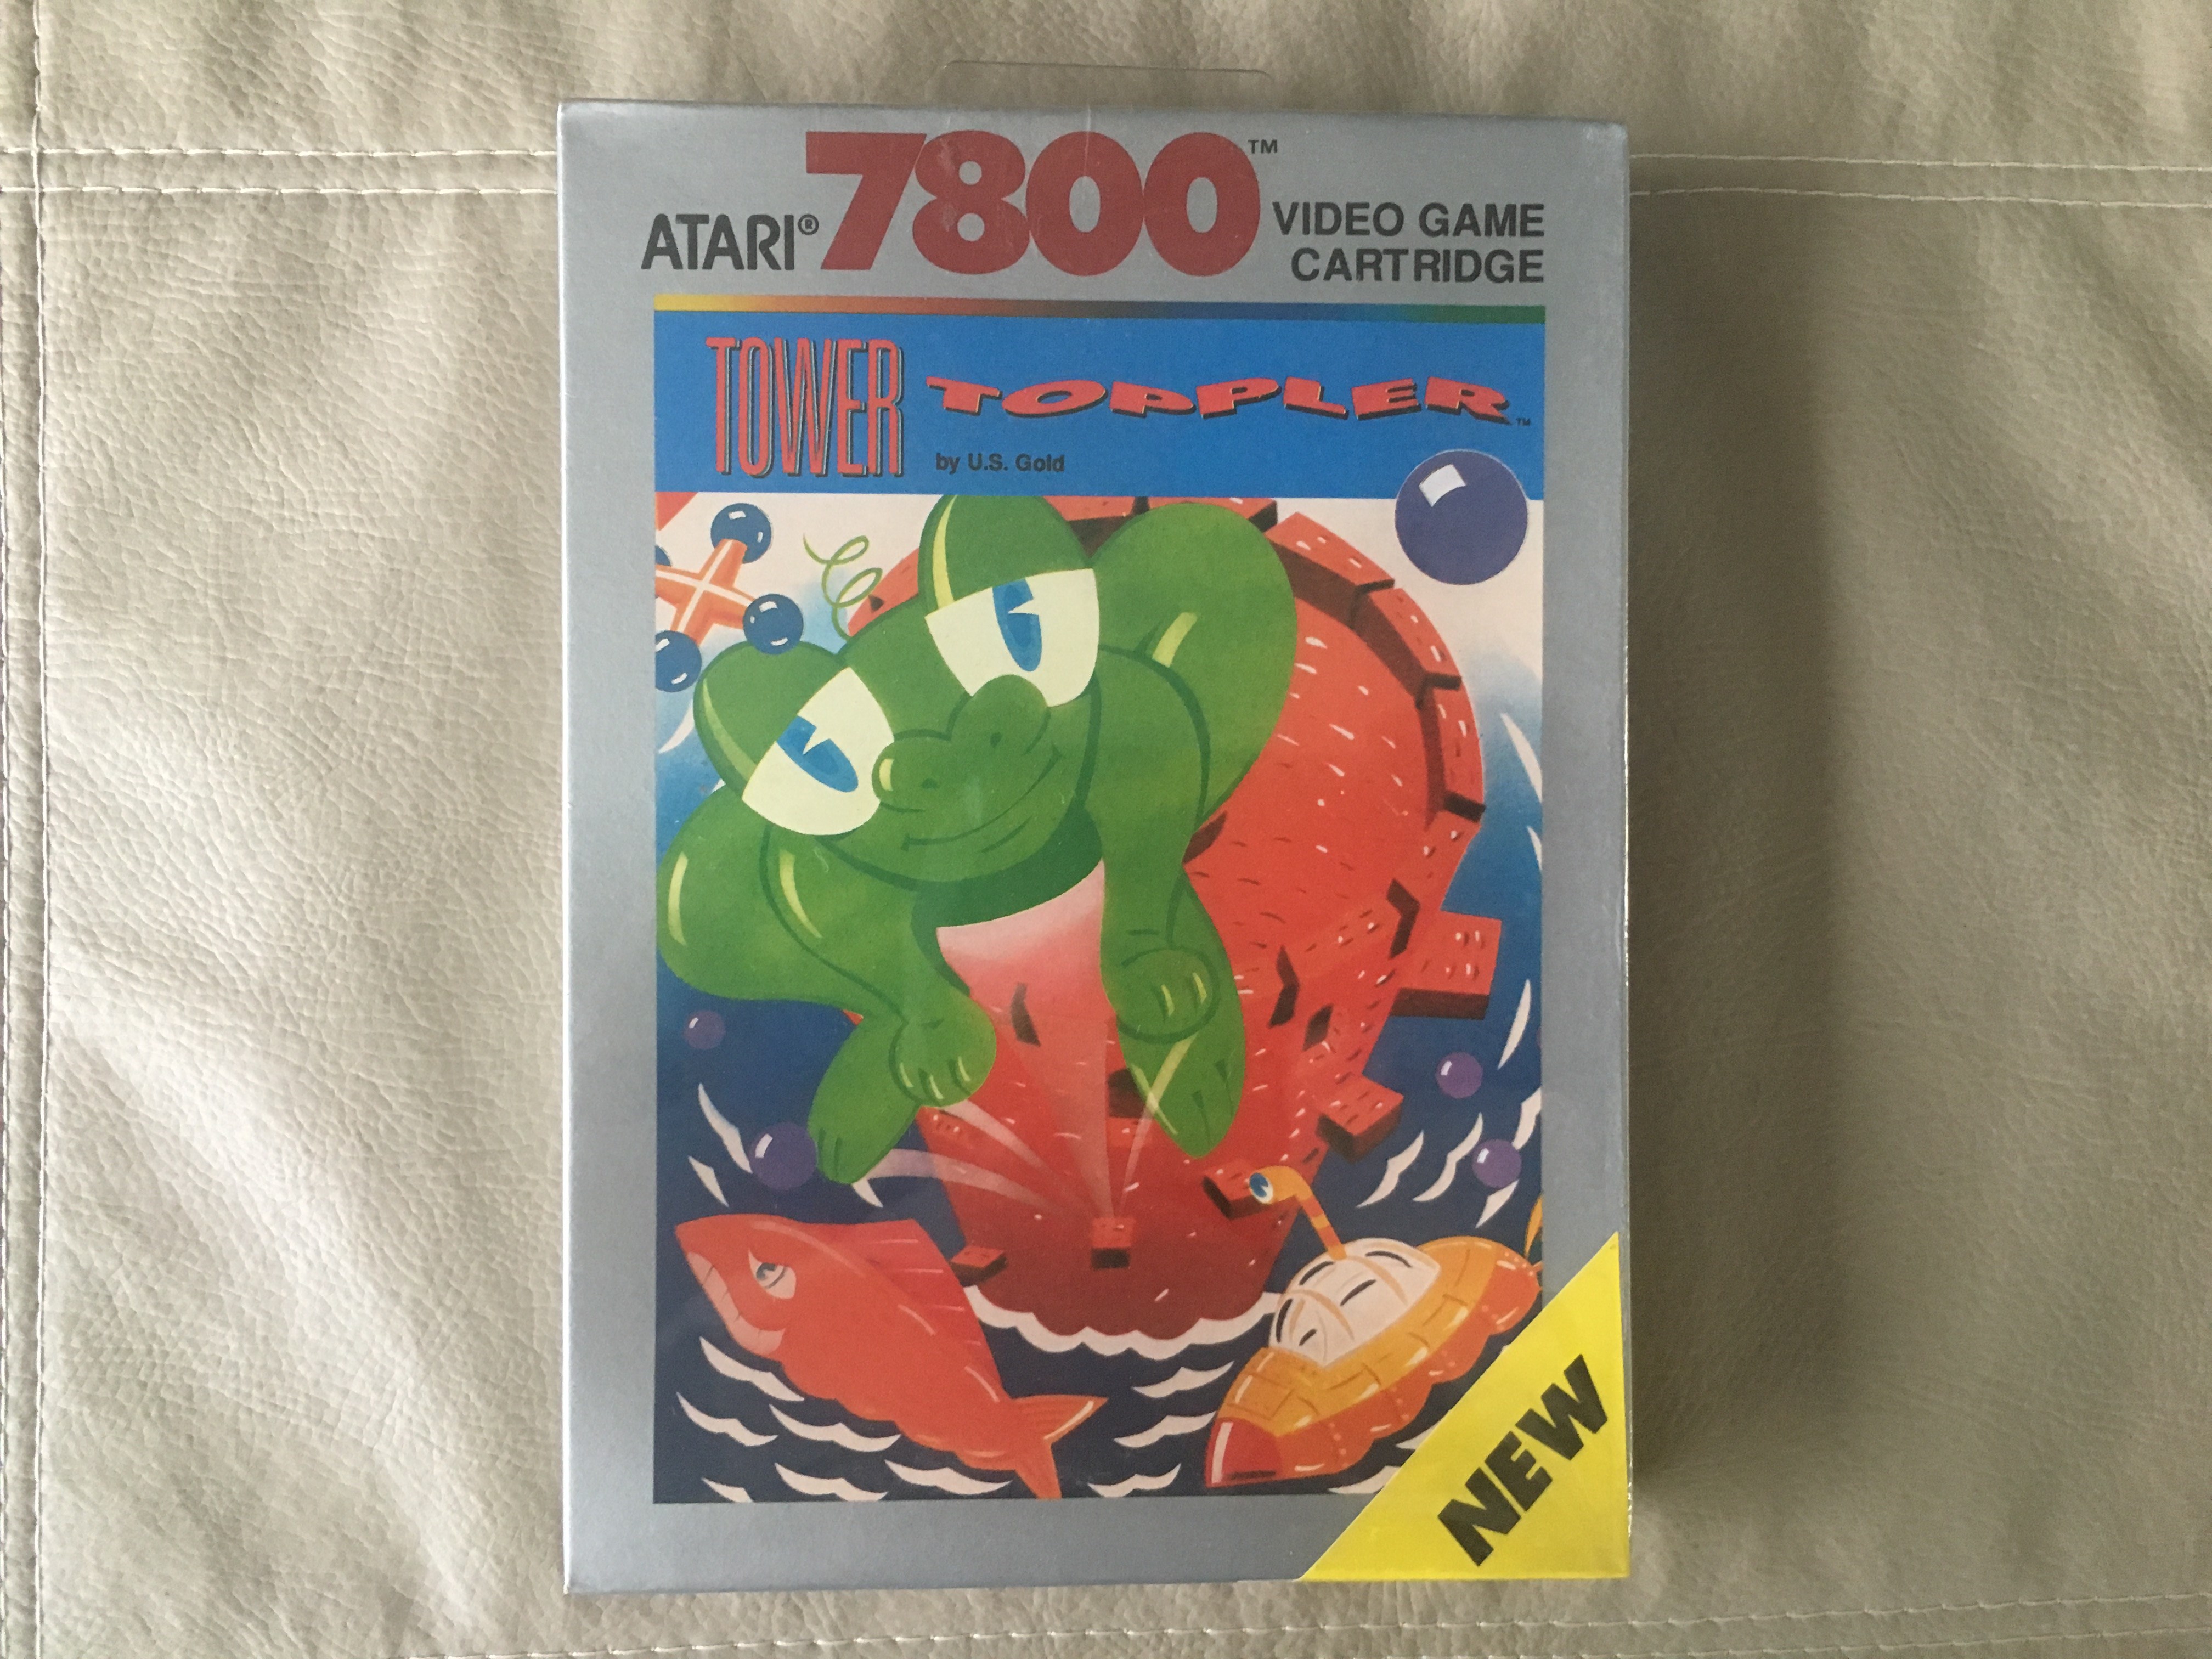 7800™
ATARI® VIDEO GAME
CARTRIDGE
TOWER TOPPLER™
by U.S. Gold
NEW